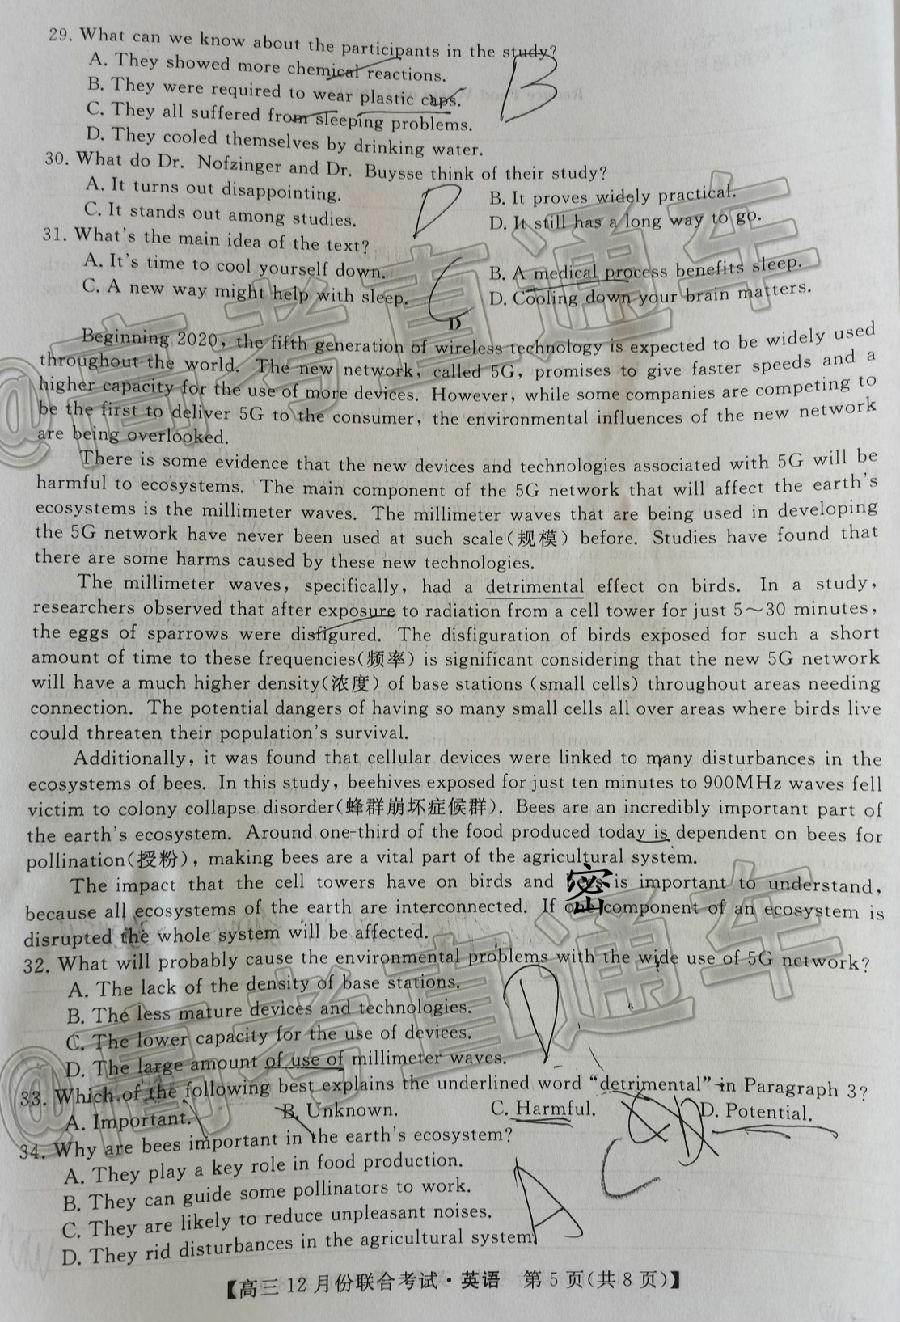 29. What can we know about the participants in the study?
A. They showed more chemical reactions.
B. They were required to wear plastic caps.
C. They all suffered from sleeping problems.
D. They cooled themselves by drinking water.
B
30. What do Dr. Nofzinger and Dr. Buysse think of their study?
A. It turns out disappointing. B. It proves widely practical.
C. It stands out among studies. D. It still has a long way to go.
D
31. What's the main idea of the text?
A. It's time to cool yourself down. B. A medical process benefits sleep.
C. A new way might help with sleep. D. Cooling down your brain matters.
C
D
Beginning 2020, the fifth generation of wireless technology is expected to be widely used
throughout the world. The new network, called 5G, promises to give faster speeds and a
higher capacity for the use of more devices. However, while some companies are competing to
be the first to deliver 5G to the consumer, the environmental influences of the new network
are being overlooked.
There is some evidence that the new devices and technologies associated with 5G will be
harmful to ecosystems. The main component of the 5G network that will affect the earth's
ecosystems is the millimeter waves. The millimeter waves that are being used in developing
the 5G network have never been used at such scale(规模) before. Studies have found that
there are some harms caused by these new technologies.
The millimeter waves, specifically, had a detrimental effect on birds. In a study,
researchers observed that after exposure to radiation from a cell tower for just 5～30 minutes,
the eggs of sparrows were disfigured. The disfiguration of birds exposed for such a short
amount of time to these frequencies(频率) is significant considering that the new 5G network
will have a much higher density(浓度) of base stations (small cells) throughout areas needing
connection. The potential dangers of having so many small cells all over areas where birds live
could threaten their population's survival.
Additionally, it was found that cellular devices were linked to many disturbances in the
ecosystems of bees. In this study, beehives exposed for just ten minutes to 900MHz waves fell
victim to colony collapse disorder(蜂群崩坏症候群). Bees are an incredibly important part of
the earth's ecosystem. Around one-third of the food produced today is dependent on bees for
pollination(授粉), making bees are a vital part of the agricultural system.
The impact that the cell towers have on birds and 密 is important to understand,
because all ecosystems of the earth are interconnected. If component of an ecosystem is
disrupted the whole system will be affected.
32. What will probably cause the environmental problems with the wide use of 5G network?
A. The lack of the density of base stations.
B. The less mature devices and technologies.
C. The lower capacity for the use of devices.
D. The large amount of use of millimeter waves.
D
33. Which of the following best explains the underlined word “detrimental” in Paragraph 3?
A. Important. B. Unknown. C. Harmful. D. Potential.
C
34. Why are bees important in the earth's ecosystem?
A. They play a key role in food production.
B. They can guide some pollinators to work.
C. They are likely to reduce unpleasant noises.
D. They rid disturbances in the agricultural system
A
【高三12月份联合考试·英语 第5页(共8页)】
@高考直通车
@高考直通车